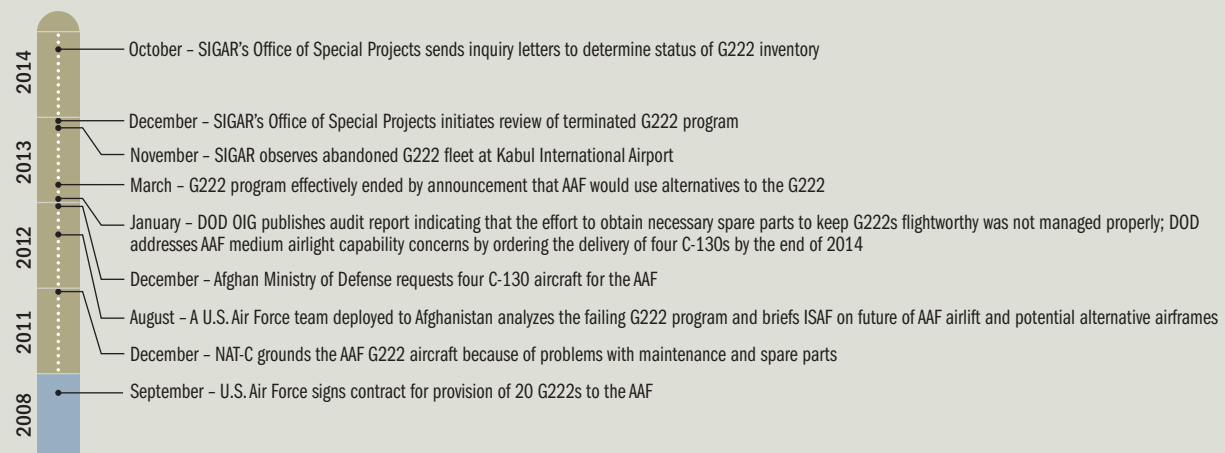 2014
October – SIGAR's Office of Special Projects sends inquiry letters to determine status of G222 inventory
2013
December – SIGAR's Office of Special Projects initiates review of terminated G222 program
November – SIGAR observes abandoned G222 fleet at Kabul International Airport
March – G222 program effectively ended by announcement that AAF would use alternatives to the G222
January – DOD OIG publishes audit report indicating that the effort to obtain necessary spare parts to keep G222s flightworthy was not managed properly; DOD
addresses AAF medium airlight capability concerns by ordering the delivery of four C-130s by the end of 2014
2012
December – Afghan Ministry of Defense requests four C-130 aircraft for the AAF
August – A U.S. Air Force team deployed to Afghanistan analyzes the failing G222 program and briefs ISAF on future of AAF airlift and potential alternative airframes
2011
December – NAT-C grounds the AAF G222 aircraft because of problems with maintenance and spare parts
2008
September – U.S. Air Force signs contract for provision of 20 G222s to the AAF